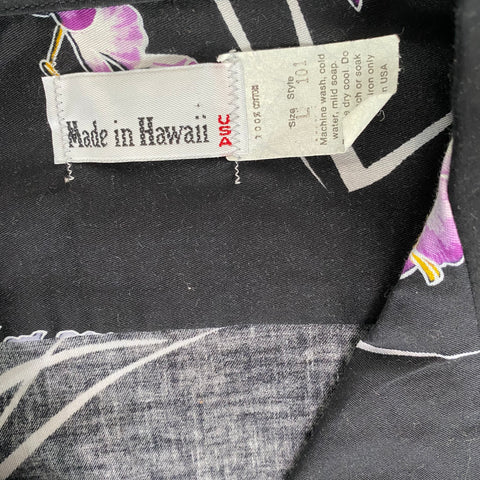 Made in Hawaii
USA
100% COTTON
Size Style
L 101
Machine wash, cold
water, mild soap.
dry cool. Do
or soak
iron only
in USA